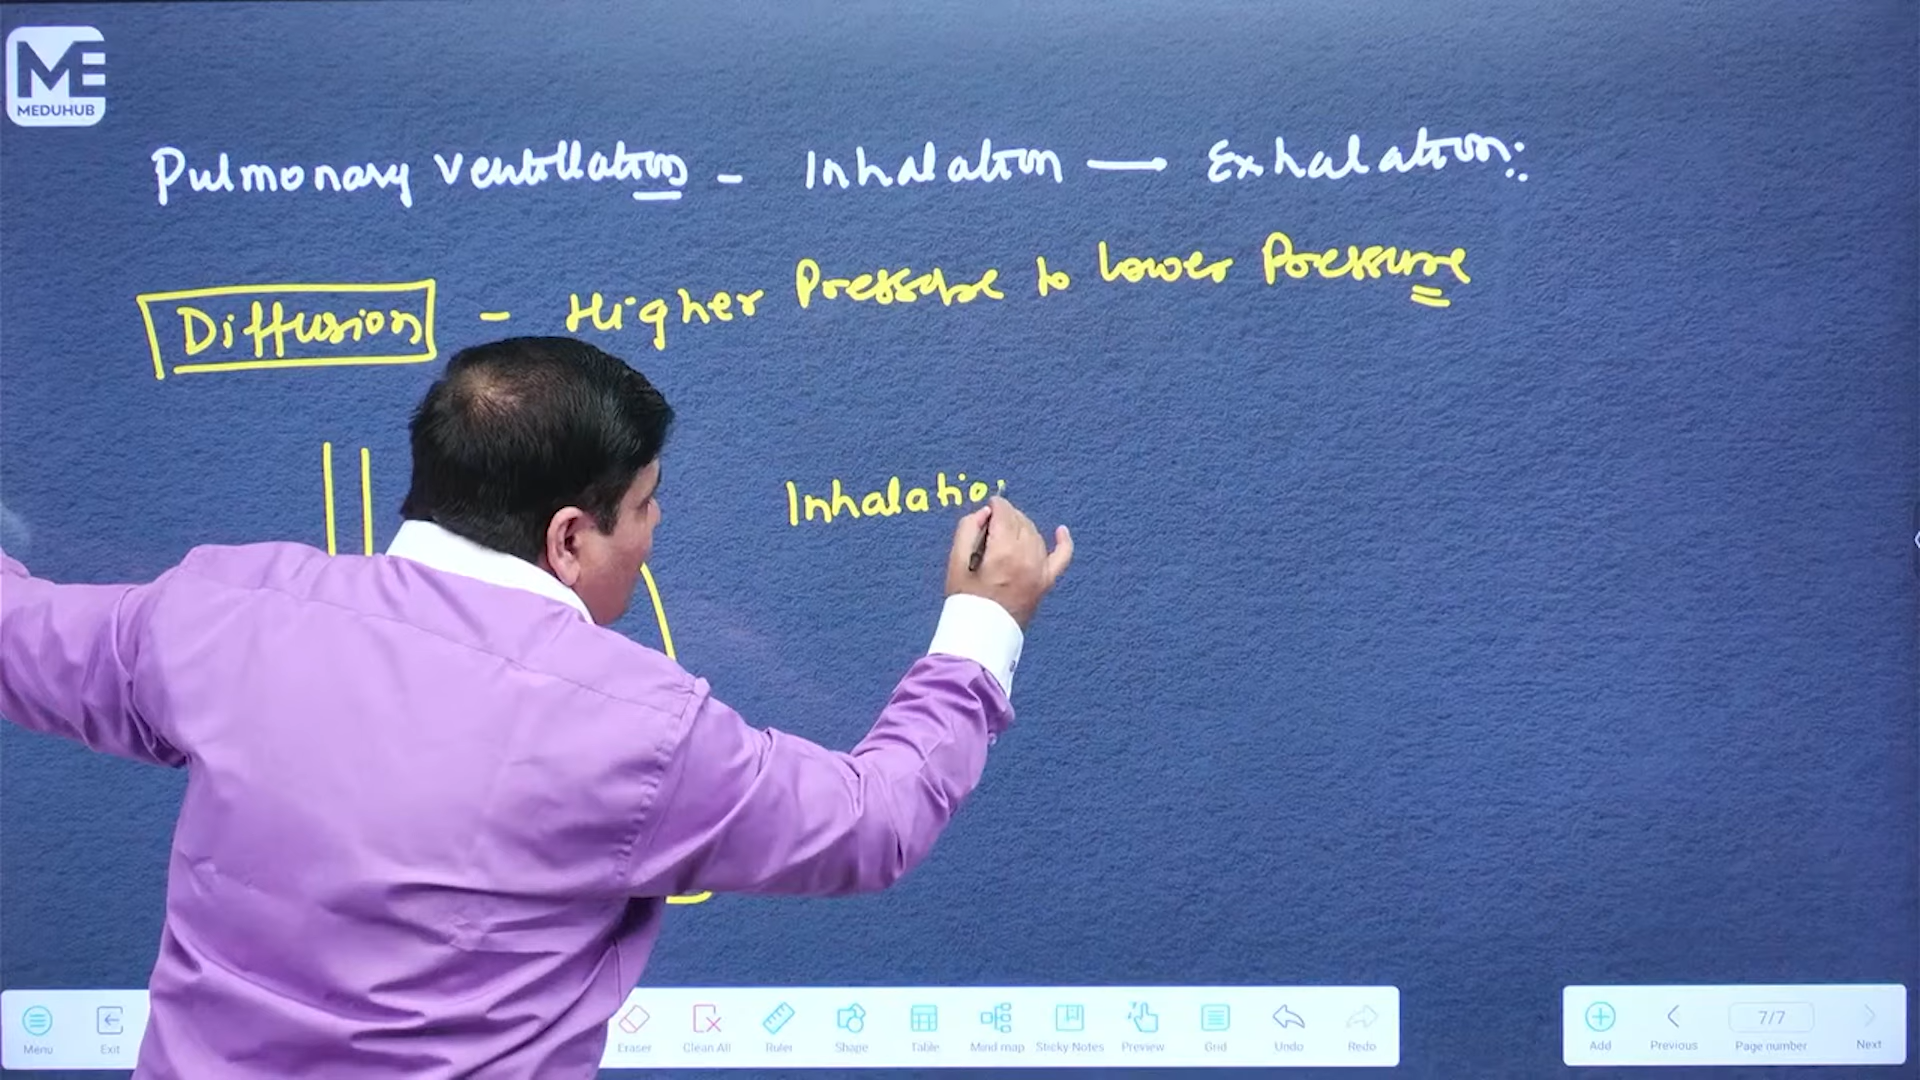 ME
MEDUHUB
Pulmonary Ventillation - Inhalation — Exhalation:
Diffusion - Higher Pressure to Lower Pressure
Inhalatio
Menu
Exit
Eraser
Clean All
Ruler
Shape
Table
Mind map
Sticky Notes
Preview
Grid
Undo
Redo
Add
Previous
7/7
Page number
Next